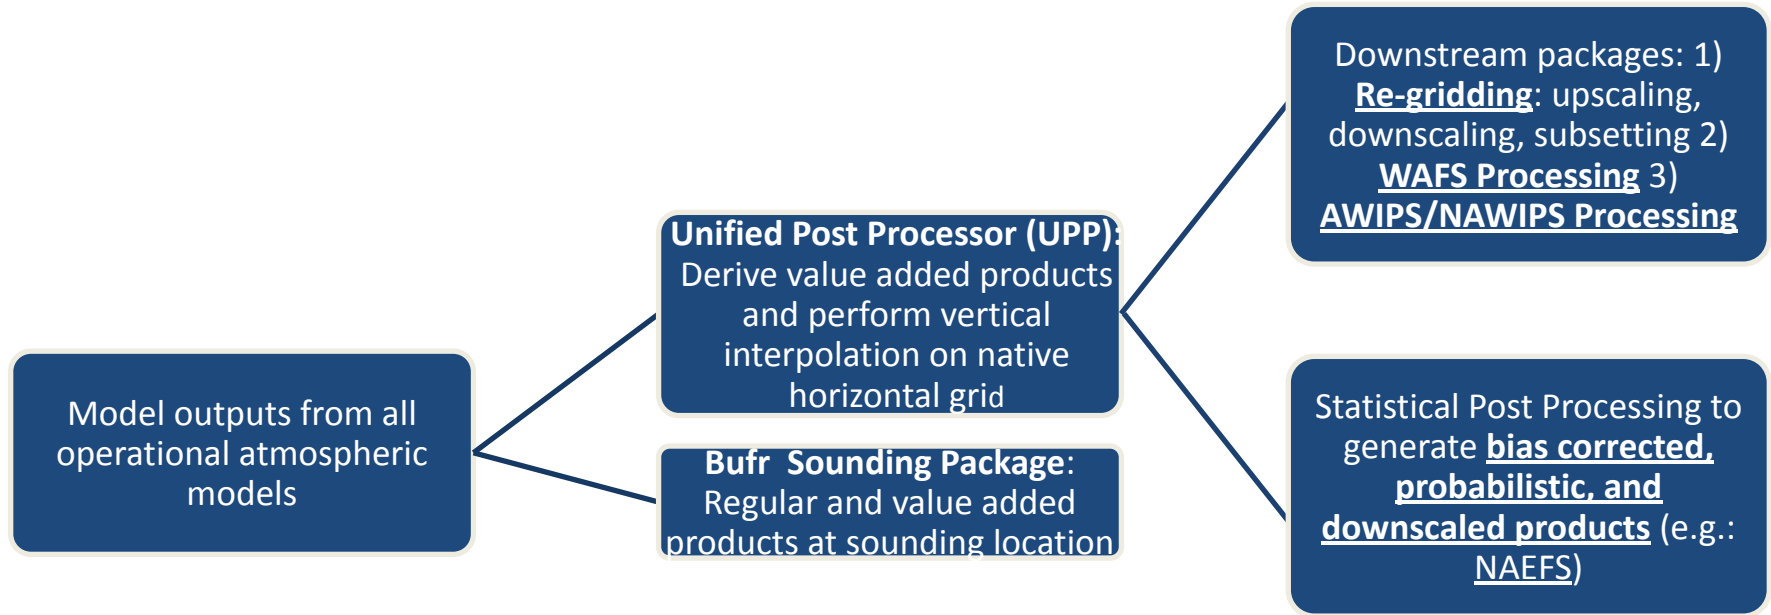 Model outputs from all
operational atmospheric
models
Unified Post Processor (UPP):
Derive value added products
and perform vertical
interpolation on native
horizontal grid
Bufr  Sounding Package:
Regular and value added
products at sounding location
Downstream packages: 1)
Re-gridding: upscaling,
downscaling, subsetting 2)
WAFS Processing 3)
AWIPS/NAWIPS Processing
Statistical Post Processing to
generate bias corrected,
probabilistic, and
downscaled products (e.g.:
NAEFS)